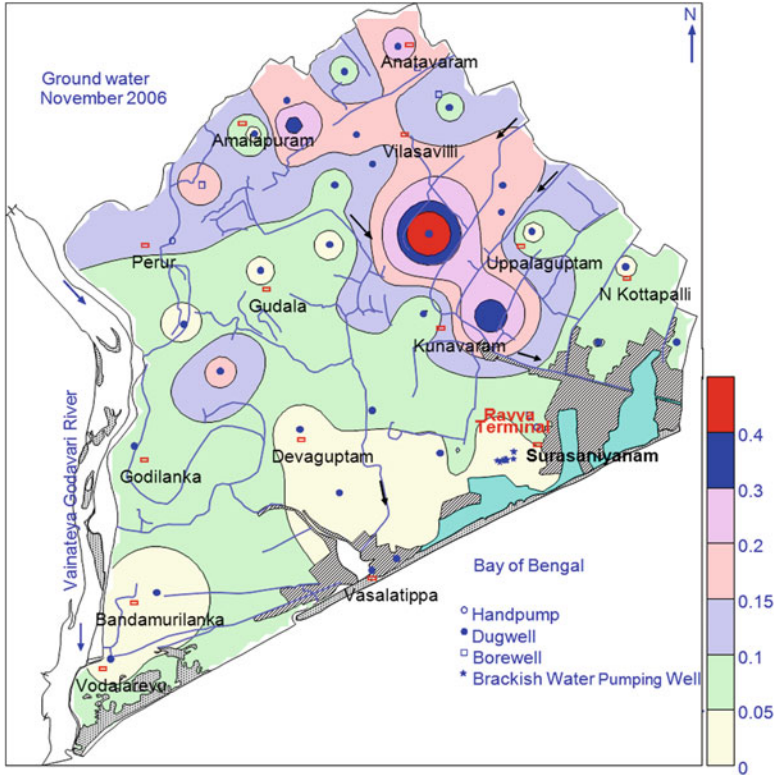 N
Ground water
November 2006
Anatavaram
Amalapuram
Vilasavilli
Perur
Uppalaguptam
Gudala
N Kottapalli
Kunavaram
Ravvu
Terminal
Devaguptam
Surasaniyanam
Godilanka
Vainateya Godavari River
Bay of Bengal
Vasalatippa
Bandamurilanka
Vodalarevu
Handpump
Dugwell
Borewell
Brackish Water Pumping Well
0.4
0.3
0.2
0.15
0.1
0.05
0